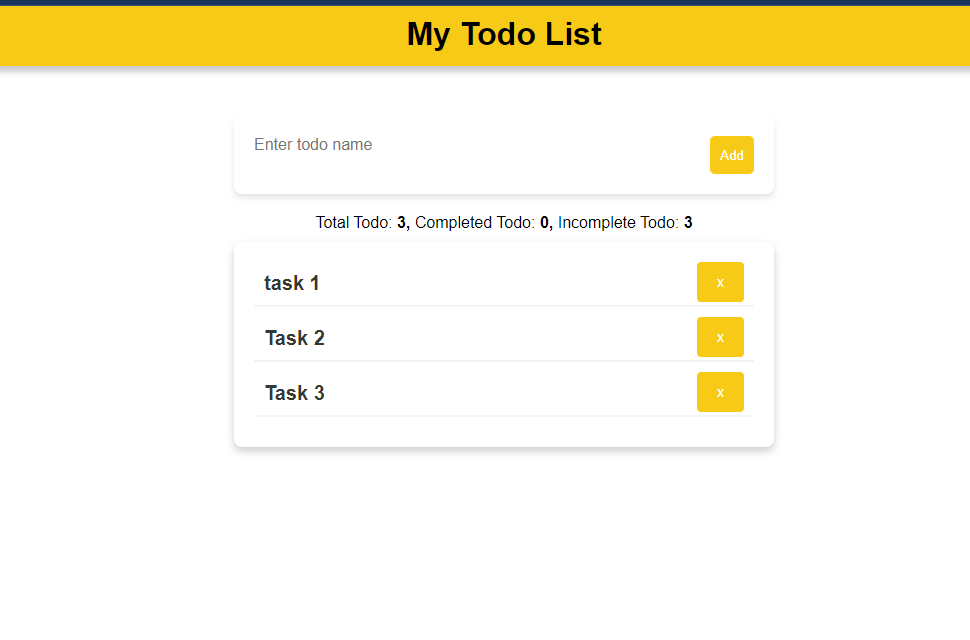 My Todo List
Enter todo name
Add
Total Todo: 3, Completed Todo: 0, Incomplete Todo: 3
task 1
x
Task 2
x
Task 3
x